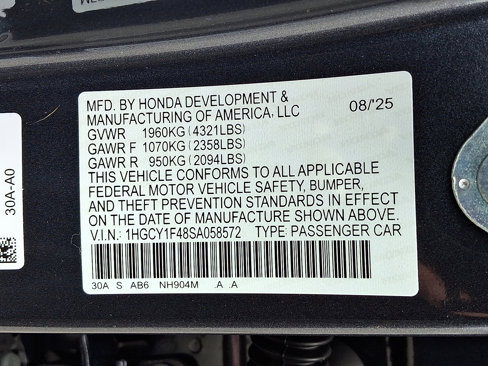 MFD. BY HONDA DEVELOPMENT &
MANUFACTURING OF AMERICA, LLC 08/'25
GVWR 1960KG (4321LBS)
GAWR F 1070KG (2358LBS)
GAWR R 950KG (2094LBS)
THIS VEHICLE CONFORMS TO ALL APPLICABLE
FEDERAL MOTOR VEHICLE SAFETY, BUMPER,
AND THEFT PREVENTION STANDARDS IN EFFECT
ON THE DATE OF MANUFACTURE SHOWN ABOVE.
V.I.N.: 1HGCY1F48SA058572 TYPE: PASSENGER CAR
30A S AB6 NH904M .A .A
30A-A0